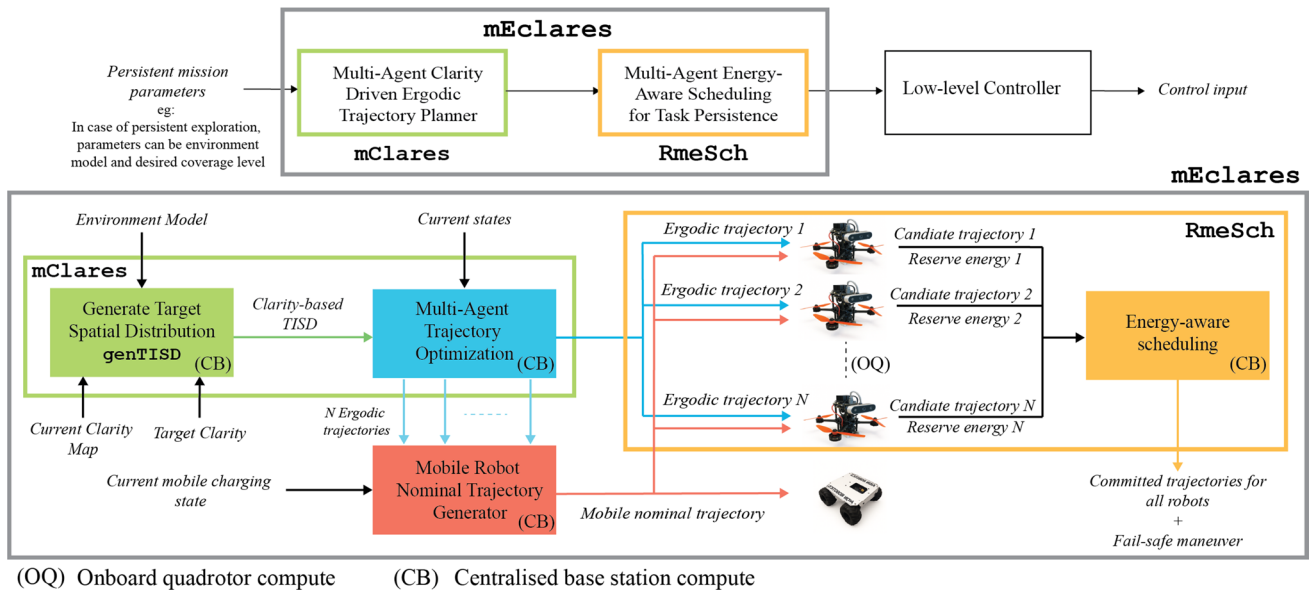 mEclares
Persistent mission
parameters
eg:
In case of persistent exploration,
parameters can be environment
model and desired coverage level
Multi-Agent Clarity
Driven Ergodic
Trajectory Planner
mClares
Multi-Agent Energy-
Aware Scheduling
for Task Persistence
RmeSch
Low-level Controller
Control input
mEclares
Environment Model
Current states
mClares
Generate Target
Spatial Distribution
genTISD
(CB)
Clarity-based
TISD
Multi-Agent
Trajectory
Optimization
(CB)
Current Clarity
Map
Target Clarity
N Ergodic
trajectories
Current mobile charging
state
Mobile Robot
Nominal Trajectory
Generator
(CB)
Mobile nominal trajectory
RmeSch
Ergodic trajectory 1
Candiate trajectory 1
Reserve energy 1
Ergodic trajectory 2
Candiate trajectory 2
Reserve energy 2
(OQ)
Ergodic trajectory N
Candiate trajectory N
Reserve energy N
Energy-aware
scheduling
(CB)
Committed trajectories for
all robots
+
Fail-safe maneuver
(OQ) Onboard quadrotor compute
(CB) Centralised base station compute